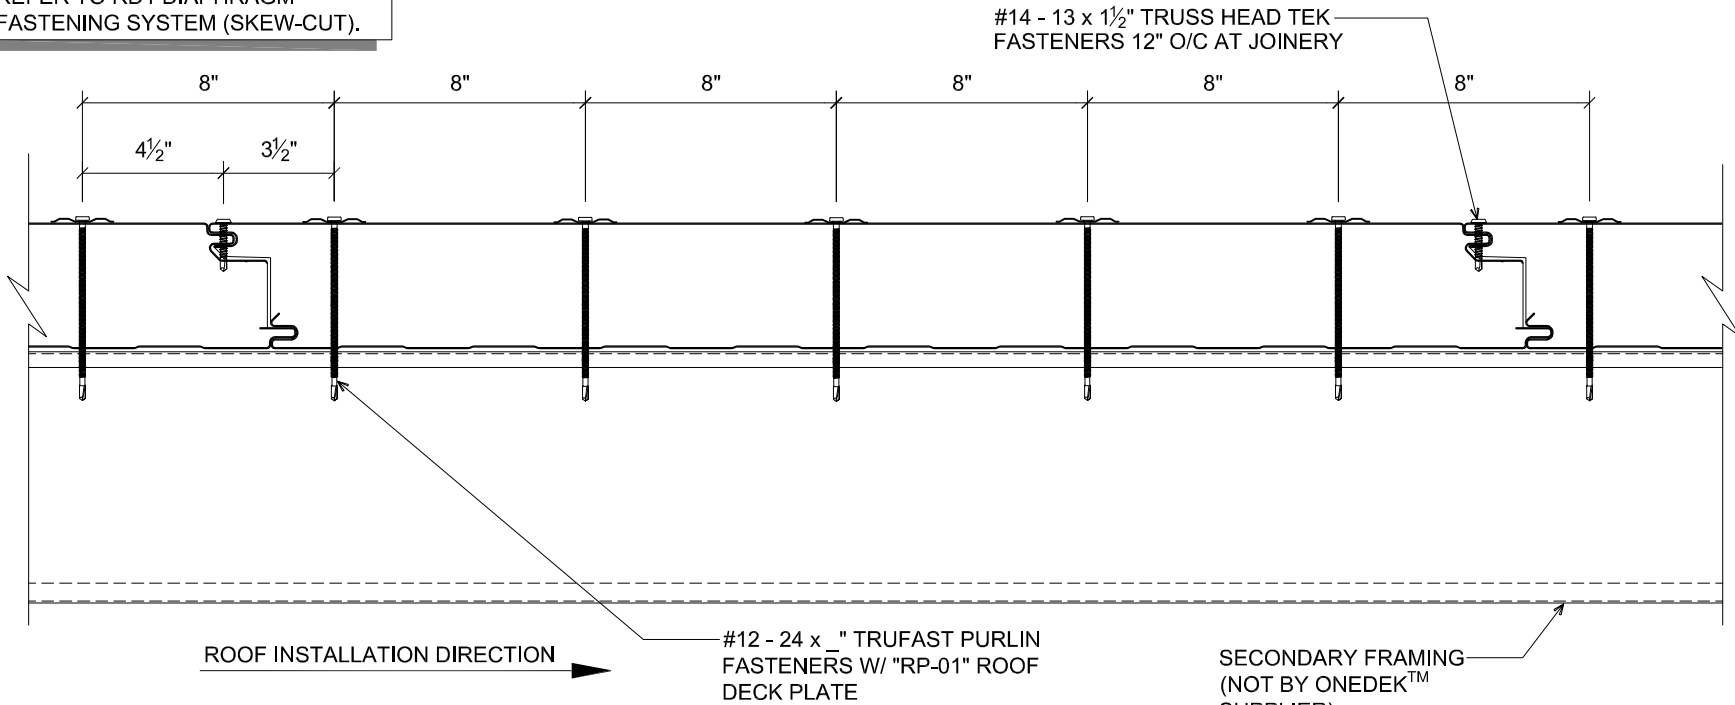 FASTENING SYSTEM (SKEW-CUT).
#14 - 13 x 1½" TRUSS HEAD TEK
FASTENERS 12" O/C AT JOINERY
8" 8" 8" 8" 8" 8"
4½" 3½"
ROOF INSTALLATION DIRECTION
#12 - 24 x _" TRUFAST PURLIN
FASTENERS W/ "RP-01" ROOF
DECK PLATE
SECONDARY FRAMING
(NOT BY ONEDEK™